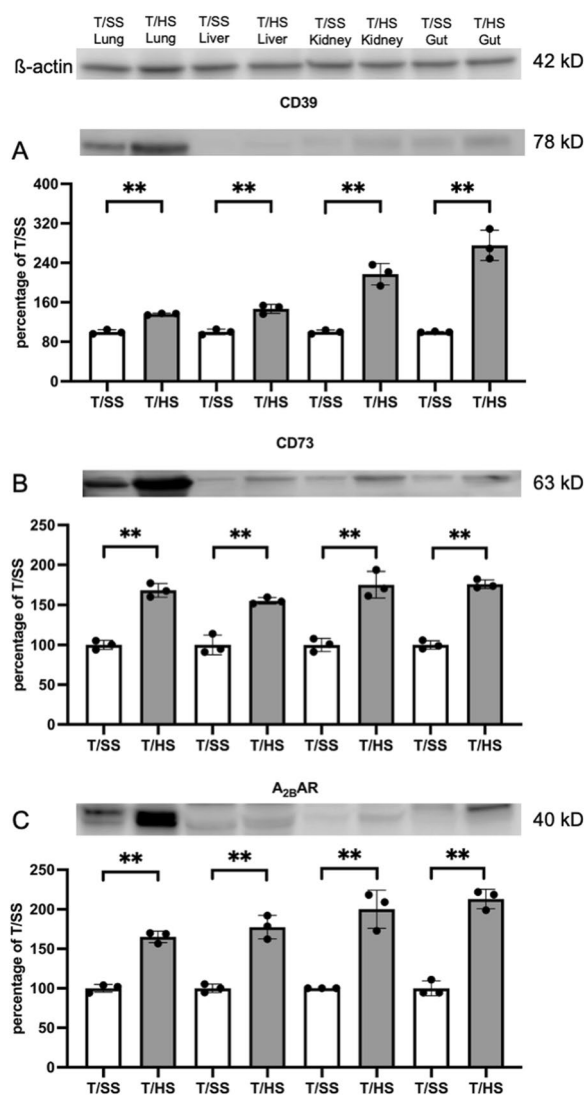 T/SS T/HS T/SS T/HS T/SS T/HS T/SS T/HS
Lung Lung Liver Liver Kidney Kidney Gut Gut
ß-actin 42 kD
CD39
A 78 kD
** ** ** **
400
320
240
160
80
0
percentage of T/SS
T/SS T/HS T/SS T/HS T/SS T/HS T/SS T/HS
CD73
B 63 kD
** ** ** **
250
200
150
100
50
0
percentage of T/SS
T/SS T/HS T/SS T/HS T/SS T/HS T/SS T/HS
A₂BAR
C 40 kD
** ** ** **
250
200
150
100
50
0
percentage of T/SS
T/SS T/HS T/SS T/HS T/SS T/HS T/SS T/HS